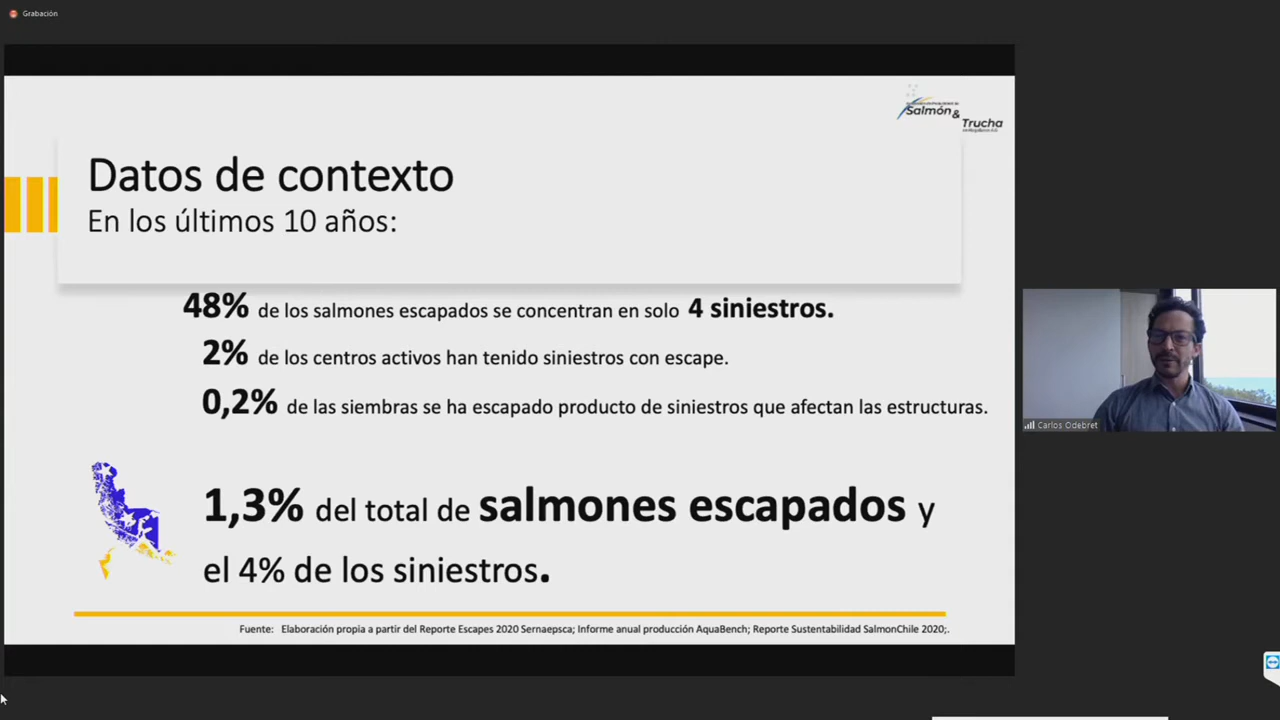 Grabación
Salmón &
Trucha
Datos de contexto
En los últimos 10 años:
48% de los salmones escapados se concentran en solo 4 siniestros.
2% de los centros activos han tenido siniestros con escape.
0,2% de las siembras se ha escapado producto de siniestros que afectan las estructuras.
1,3% del total de salmones escapados y
el 4% de los siniestros.
Fuente: Elaboración propia a partir del Reporte Escapes 2020 Sernaepsca; Informe anual producción AquaBench; Reporte Sustentabilidad SalmonChile 2020;.
Carlos Odebret